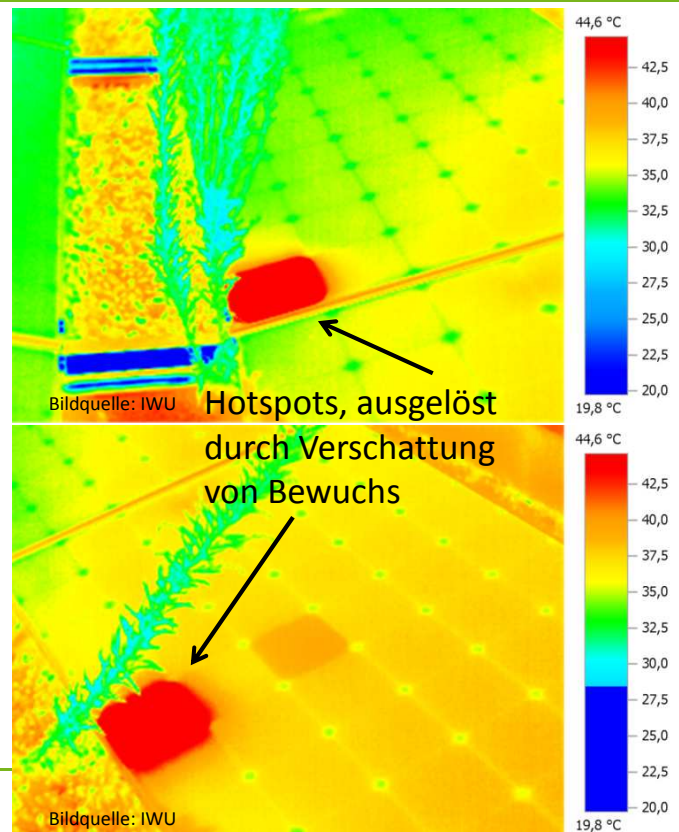 44,6 °C
42,5
40,0
37,5
35,0
32,5
30,0
27,5
25,0
22,5
20,0
19,8 °C
Bildquelle: IWU
Hotspots, ausgelöst
durch Verschattung
von Bewuchs
44,6 °C
42,5
40,0
37,5
35,0
32,5
30,0
27,5
25,0
22,5
20,0
19,8 °C
Bildquelle: IWU